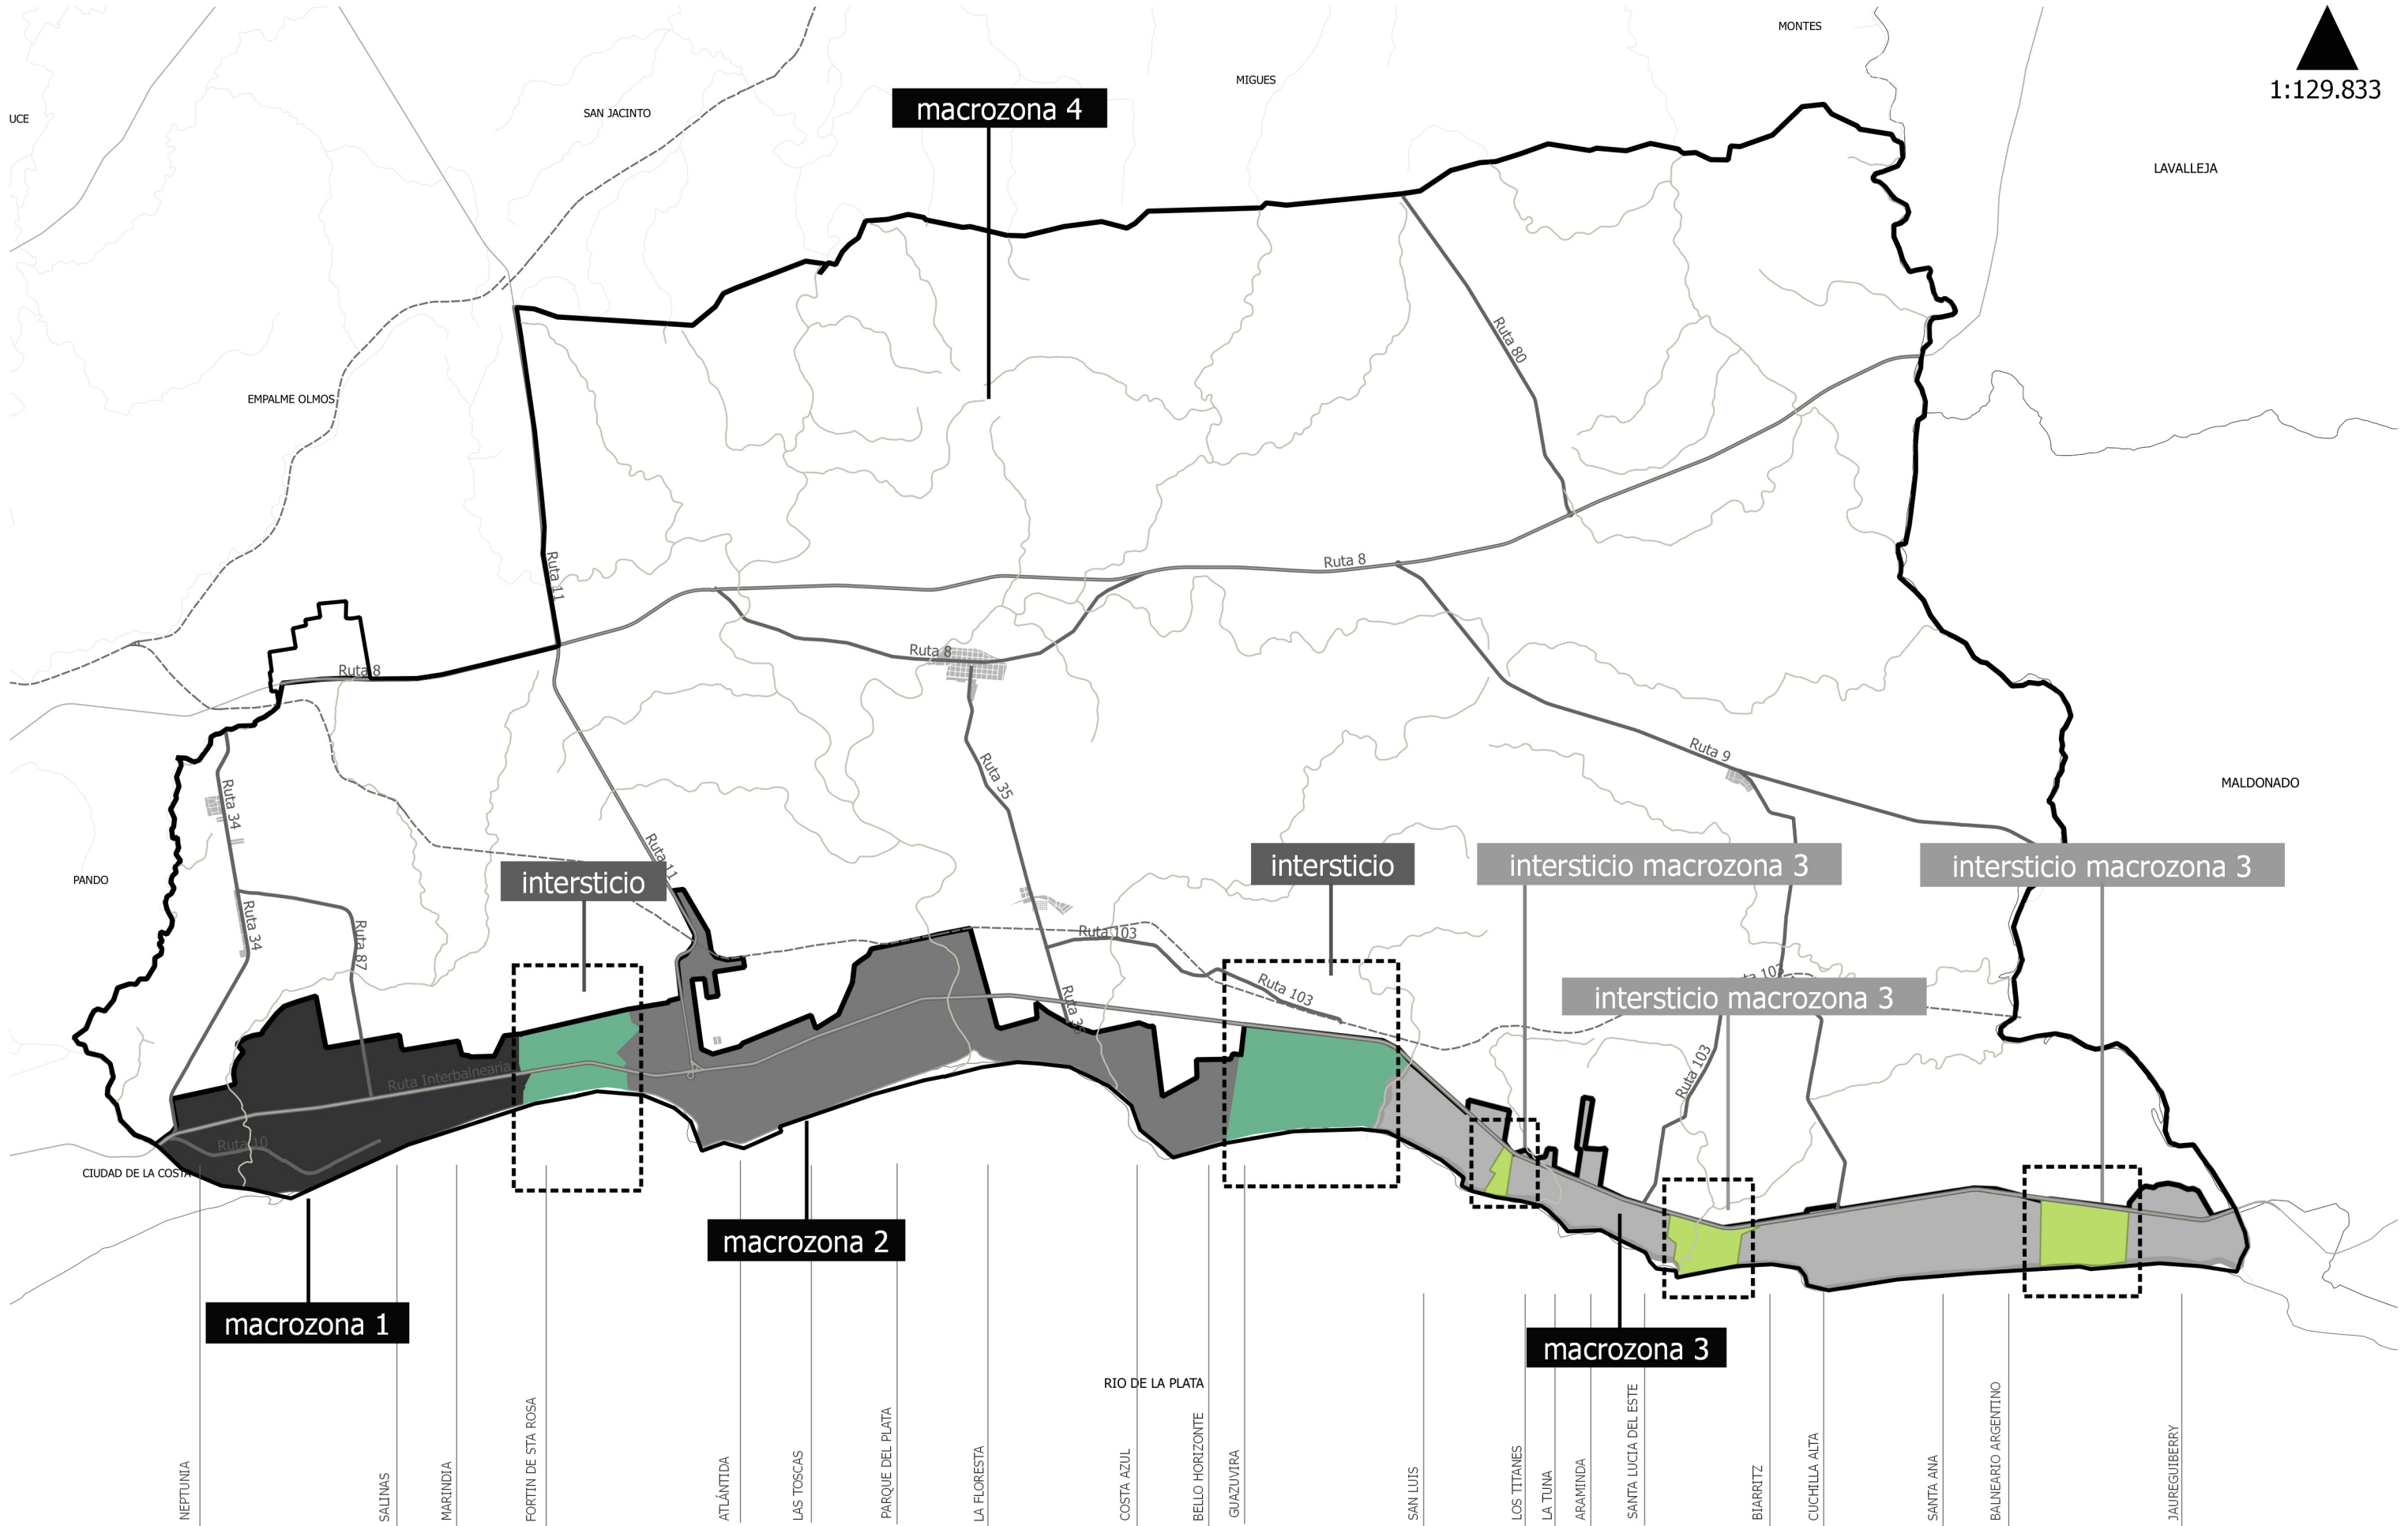 MONTES
1:129.833
MIGUES
macrozona 4
SAN JACINTO
UCE
LAVALLEJA
Ruta 80
EMPALME OLMOS
Ruta 11
Ruta 8
Ruta 8
Ruta 8
Ruta 9
Ruta 35
MALDONADO
Ruta 34
Ruta 11
intersticio
intersticio
intersticio macrozona 3
intersticio macrozona 3
PANDO
Ruta 34
Ruta 87
Ruta 103
Ruta 103
intersticio macrozona 3
Ruta 103
Ruta Interbalnearia
Ruta 10
CIUDAD DE LA COSTA
macrozona 2
macrozona 1
macrozona 3
RIO DE LA PLATA
NEPTUNIA
SALINAS
MARINDIA
FORTIN DE STA ROSA
ATLÁNTIDA
LAS TOSCAS
PARQUE DEL PLATA
LA FLORESTA
COSTA AZUL
BELLO HORIZONTE
GUAZUVIRA
SAN LUIS
LOS TITTANES
LA TUNA
ARAMINDA
SANTA LUCIA DEL ESTE
BIARRITZ
CUCHILLA ALTA
SANTA ANA
BALNEARIO ARGENTINO
JAUREGUIBERRY